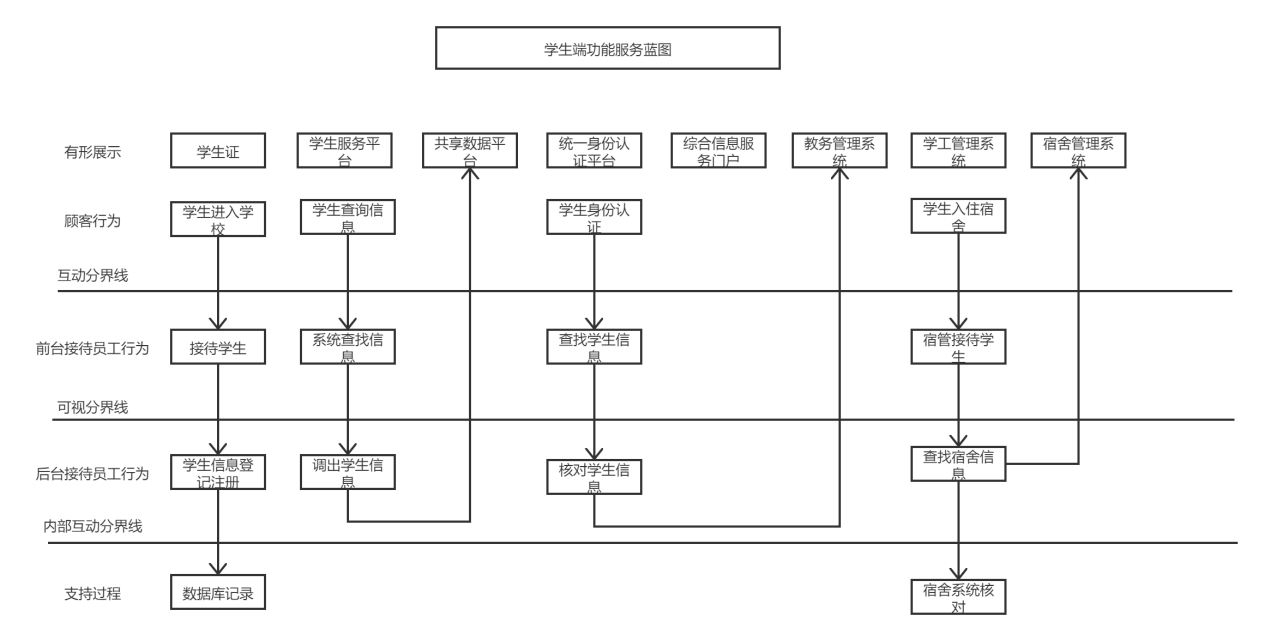 学生端功能服务蓝图
有形展示
学生证
学生服务平
台
共享数据平
台
统一身份认
证平台
综合信息服
务门户
教务管理系
统
学工管理系
统
宿舍管理系
统
顾客行为
学生进入学
校
学生查询信
息
学生身份认
证
学生入住宿
舍
互动分界线
前台接待员工行为
接待学生
系统查找信
息
查找学生信
息
宿管接待学
生
可视分界线
后台接待员工行为
学生信息登
记注册
调出学生信
息
核对学生信
息
查找宿舍信
息
内部互动分界线
支持过程
数据库记录
宿舍系统核
对